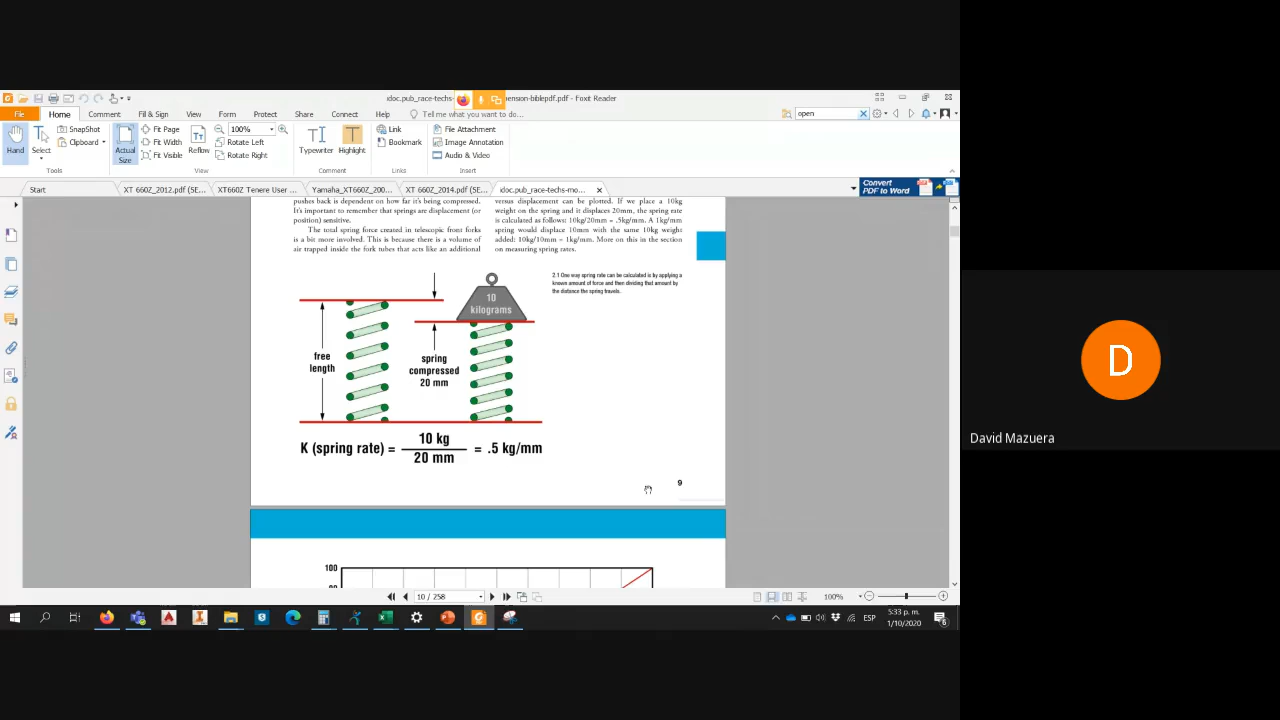 xdoc.pub_race-techs-
nension-biblepdf.pdf - Foxit Reader
File
Home
Comment
Fill & Sign
View
Form
Protect
Share
Connect
Help
Tell me what you want to do...
open
Hand
Select
SnapShot
Clipboard
Tools
Actual
Size
Fit Page
Fit Width
Fit Visible
Reflow
100%
Rotate Left
Rotate Right
View
Typewriter
Highlight
Comment
Link
Bookmark
Links
File Attachment
Image Annotation
Audio & Video
Insert
Start
XT 660Z_2012.pdf (SE...
XT660Z Tenere User ...
Yamaha_XT660Z_200...
XT 660Z_2014.pdf (SE...
xdoc.pub_race-techs-mo...
Convert
PDF to Word
pushes back is dependent on how far it's being compressed.
It's important to remember that springs are displacement (or
position) sensitive.
The total spring force created in telescopic front forks
is a bit more involved. This is because there is a volume of
air trapped inside the fork tubes that acts like an additional
versus displacement can be plotted. If we place a 10kg
weight on the spring and it displaces 20mm, the spring rate
is calculated as follows: 10kg/20mm = .5kg/mm. A 1kg/mm
spring would displace 10mm with the same 10kg weight
added: 10kg/10mm = 1kg/mm. More on this in the section
on measuring spring rates.
2.1 One way spring rate can be calculated is by applying a
known amount of force and then dividing that amount by
the distance the spring travels.
10
kilograms
free
length
spring
compressed
20 mm
K (spring rate) = 10 kg
20 mm
= .5 kg/mm
9
100
10 / 258
100%
ESP
5:33 p. m.
1/10/2020
6
D
David Mazuera